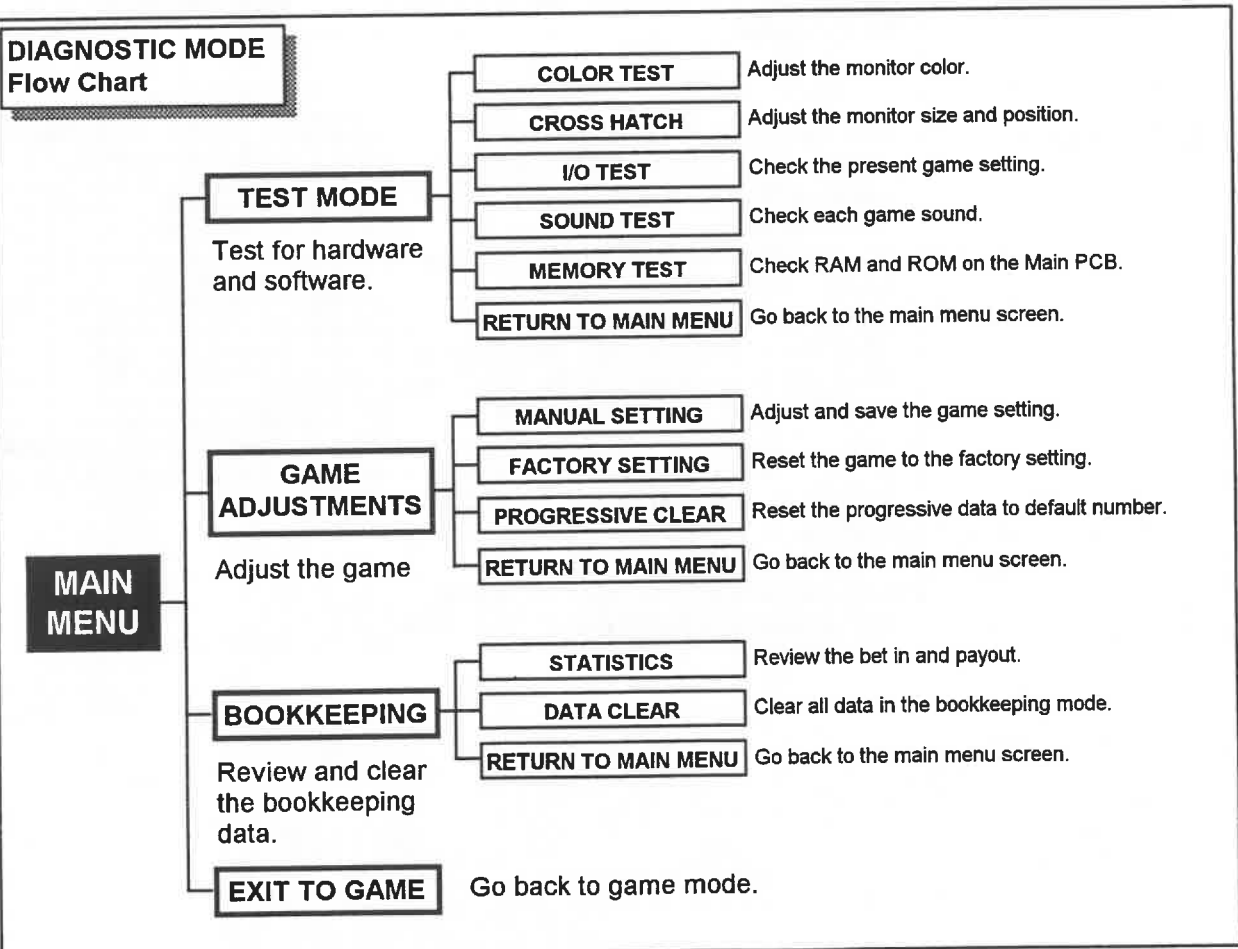 DIAGNOSTIC MODE
Flow Chart
MAIN
MENU
TEST MODE
Test for hardware
and software.
COLOR TEST Adjust the monitor color.
CROSS HATCH Adjust the monitor size and position.
I/O TEST Check the present game setting.
SOUND TEST Check each game sound.
MEMORY TEST Check RAM and ROM on the Main PCB.
RETURN TO MAIN MENU Go back to the main menu screen.
GAME
ADJUSTMENTS
Adjust the game
MANUAL SETTING Adjust and save the game setting.
FACTORY SETTING Reset the game to the factory setting.
PROGRESSIVE CLEAR Reset the progressive data to default number.
RETURN TO MAIN MENU Go back to the main menu screen.
BOOKKEEPING
Review and clear
the bookkeeping
data.
STATISTICS Review the bet in and payout.
DATA CLEAR Clear all data in the bookkeeping mode.
RETURN TO MAIN MENU Go back to the main menu screen.
EXIT TO GAME Go back to game mode.